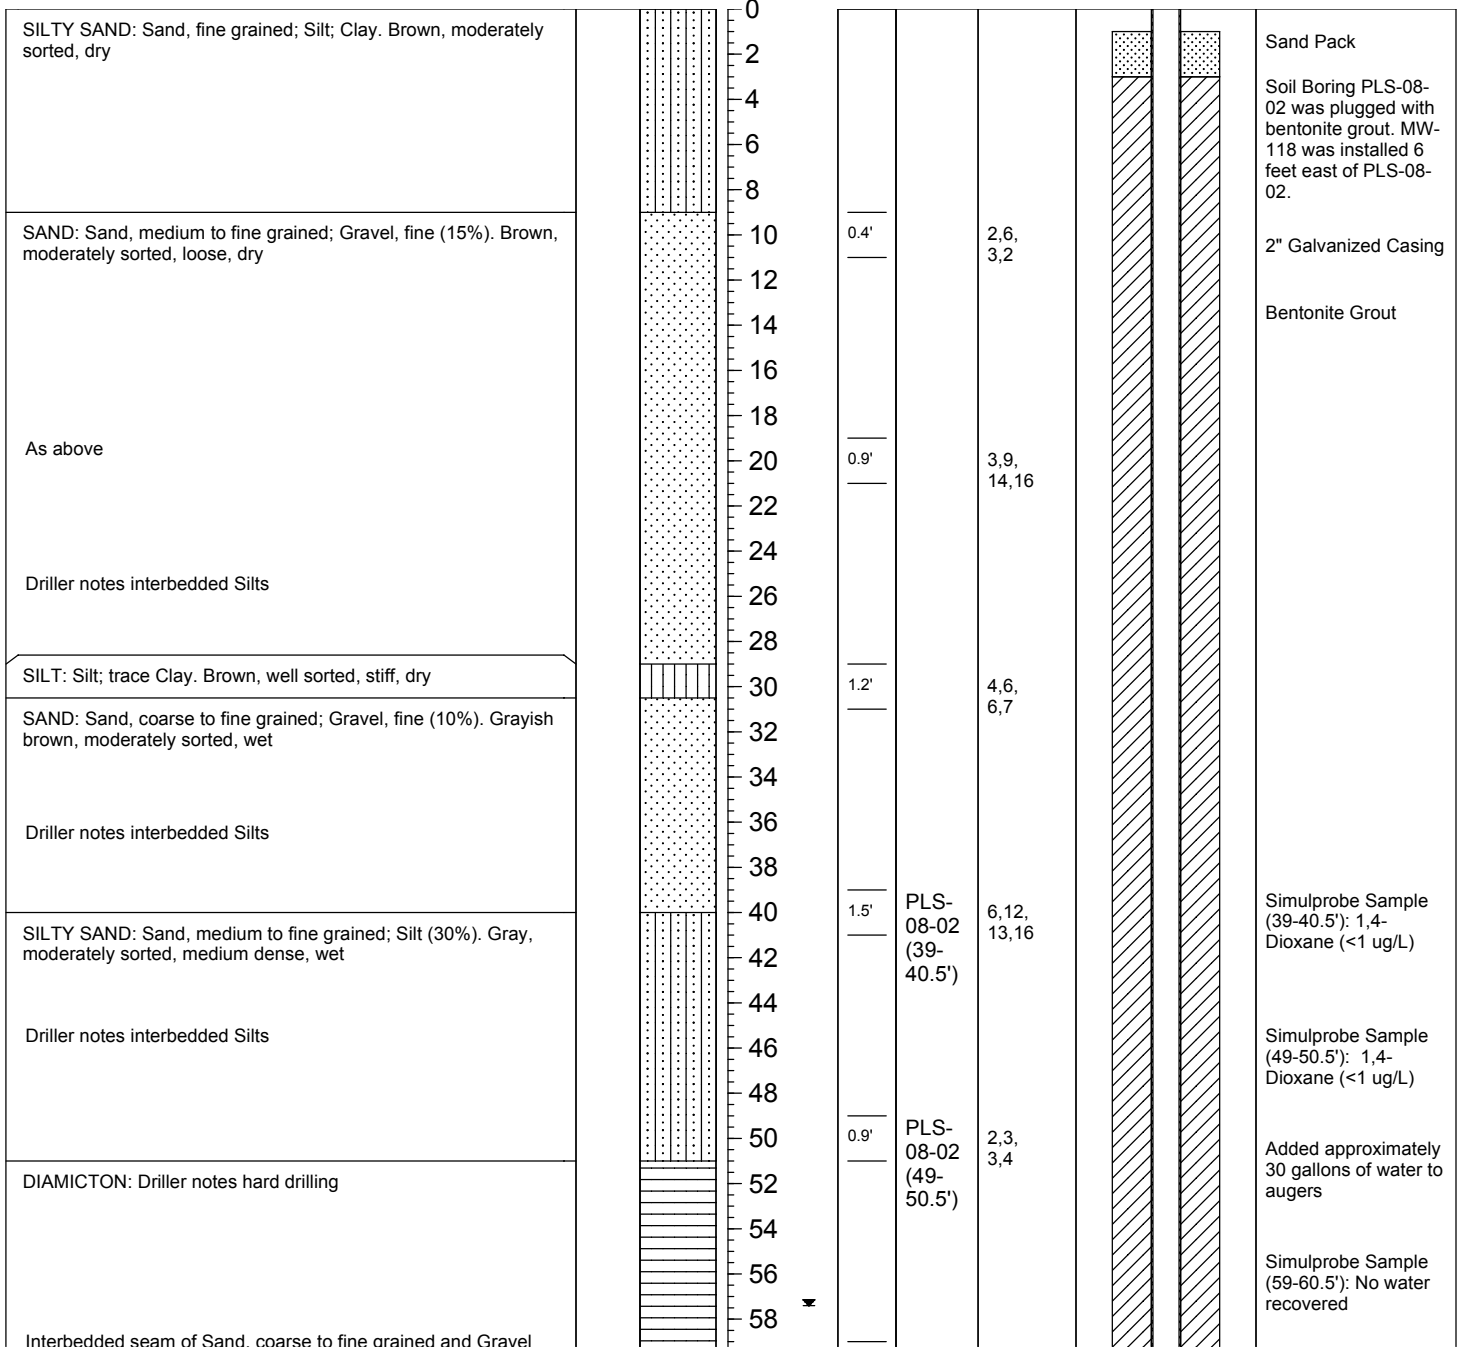 SILTY SAND: Sand, fine grained; Silt; Clay. Brown, moderately
sorted, dry
SAND: Sand, medium to fine grained; Gravel, fine (15%). Brown,
moderately sorted, loose, dry
As above
Driller notes interbedded Silts
SILT: Silt; trace Clay. Brown, well sorted, stiff, dry
SAND: Sand, coarse to fine grained; Gravel, fine (10%). Grayish
brown, moderately sorted, wet
Driller notes interbedded Silts
SILTY SAND: Sand, medium to fine grained; Silt (30%). Gray,
moderately sorted, medium dense, wet
Driller notes interbedded Silts
DIAMICTON: Driller notes hard drilling
Interbedded seam of Sand, coarse to fine grained and Gravel
0
2
4
6
8
10
12
14
16
18
20
22
24
26
28
30
32
34
36
38
40
42
44
46
48
50
52
54
56
58
0.4'
0.9'
1.2'
1.5'
0.9'
PLS-
08-02
(39-
40.5')
PLS-
08-02
(49-
50.5')
2,6,
3,2
3,9,
14,16
4,6,
6,7
6,12,
13,16
2,3,
3,4
Sand Pack
Soil Boring PLS-08-
02 was plugged with
bentonite grout. MW-
118 was installed 6
feet east of PLS-08-
02.
2" Galvanized Casing
Bentonite Grout
Simulprobe Sample
(39-40.5'): 1,4-
Dioxane (<1 ug/L)
Simulprobe Sample
(49-50.5'): 1,4-
Dioxane (<1 ug/L)
Added approximately
30 gallons of water to
augers
Simulprobe Sample
(59-60.5'): No water
recovered